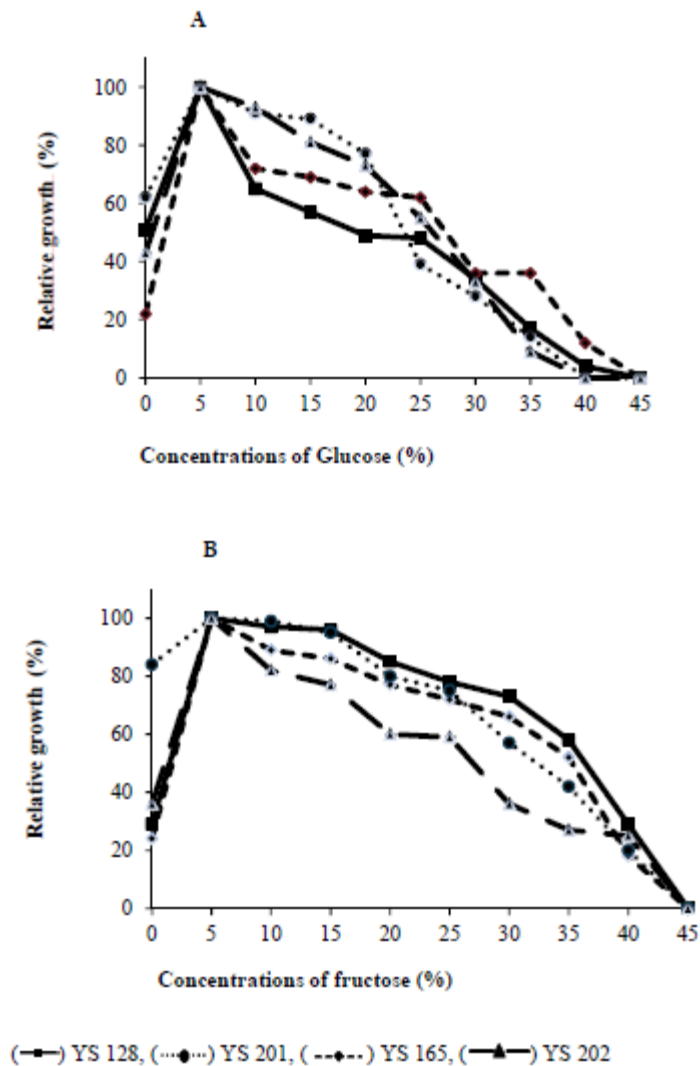 A
Relative growth (%)
100
80
60
40
20
0
0 5 10 15 20 25 30 35 40 45
Concentrations of Glucose (%)
B
Relative growth (%)
100
80
60
40
20
0
0 5 10 15 20 25 30 35 40 45
Concentrations of fructose (%)
( ) YS 128, ( ) YS 201, ( ) YS 165, ( ) YS 202